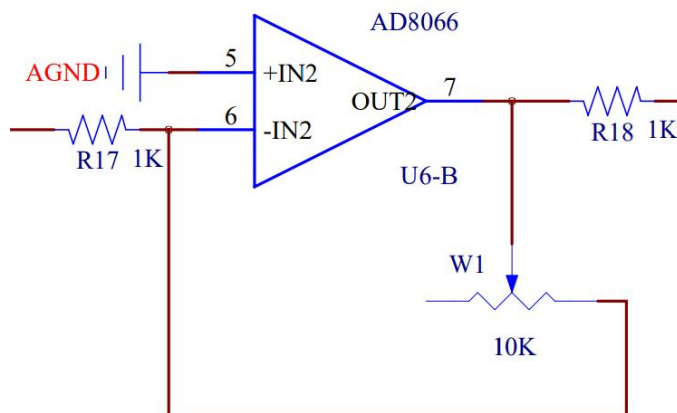 AD8066
AGND
5
+IN2
OUT2
7
6
-IN2
R17 1K
R18 1K
U6-B
W1
10K